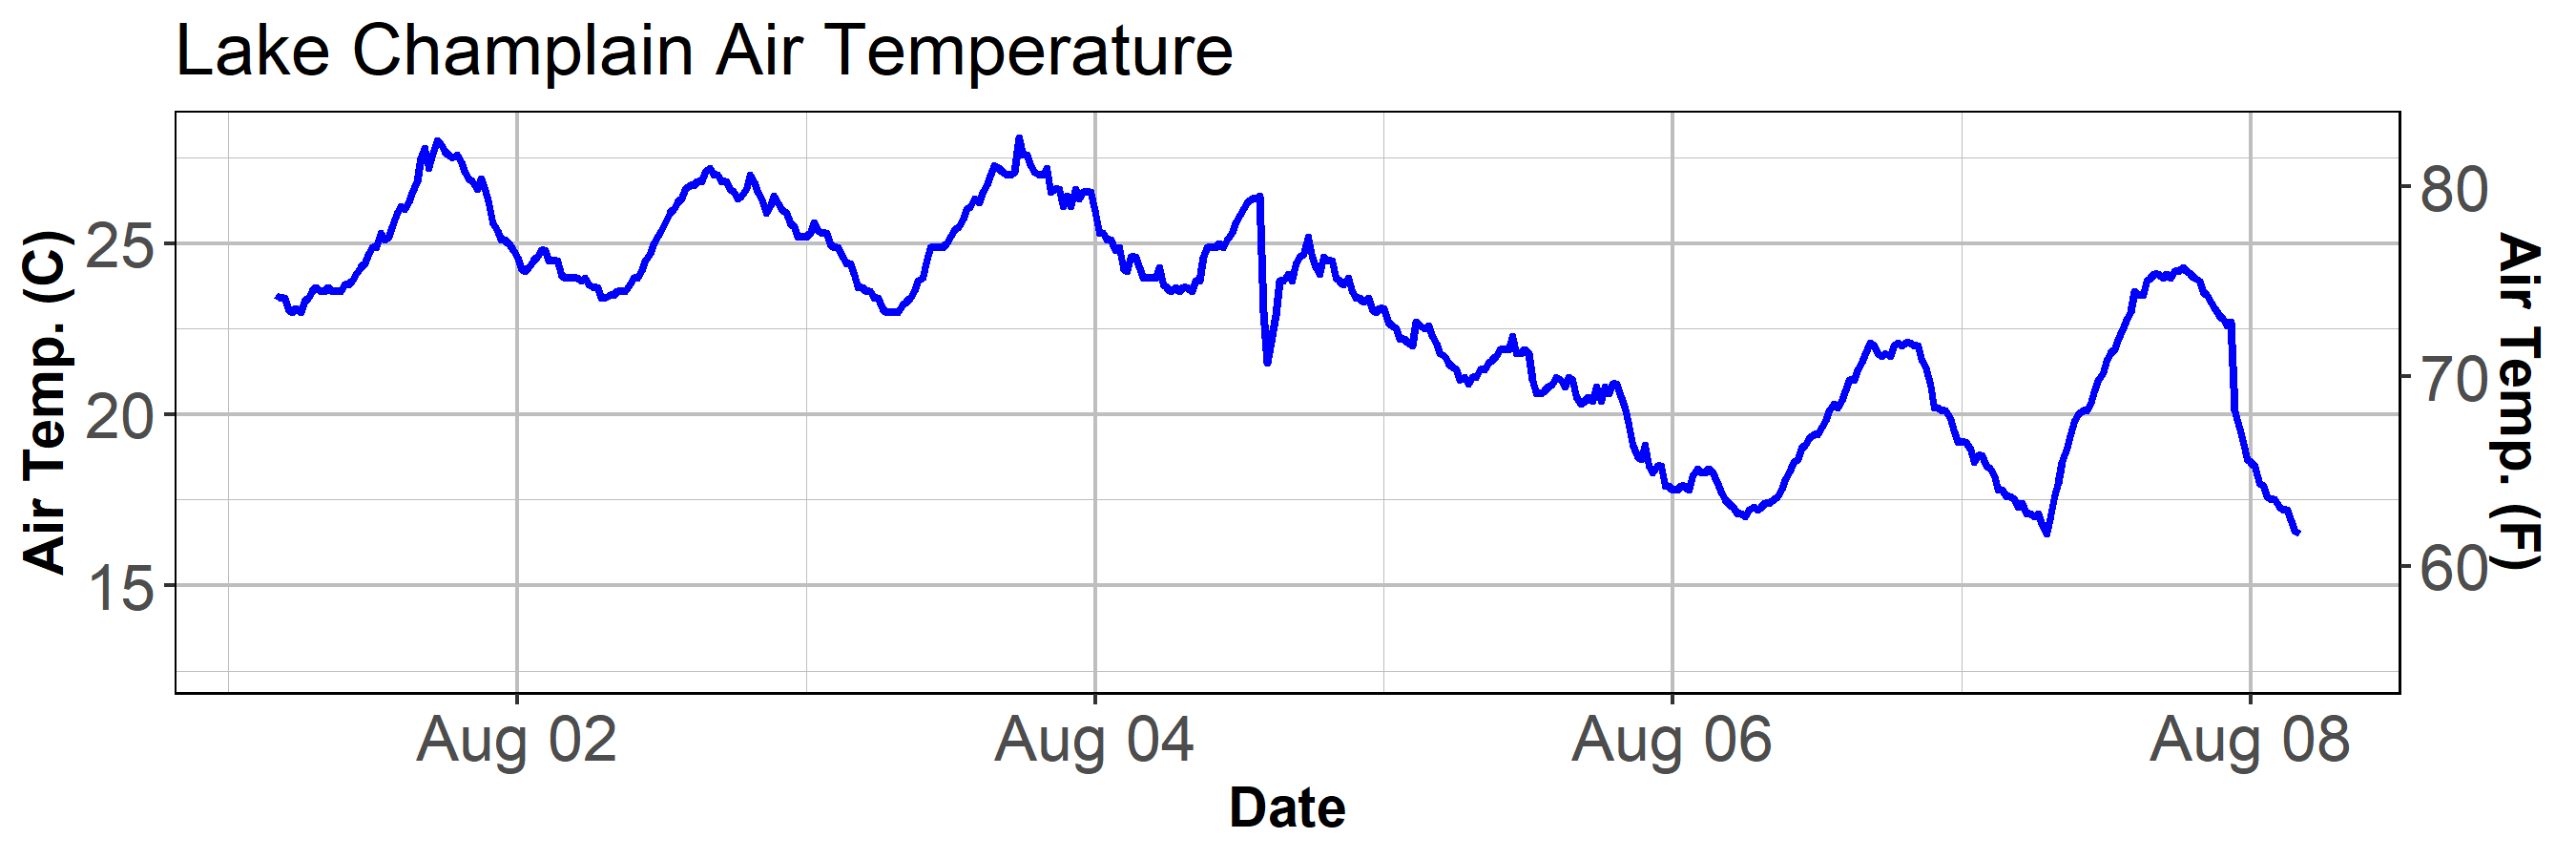 Lake Champlain Air Temperature
Air Temp. (C)
25
20
15
80
70
60
Air Temp. (F)
Aug 02
Aug 04
Aug 06
Aug 08
Date